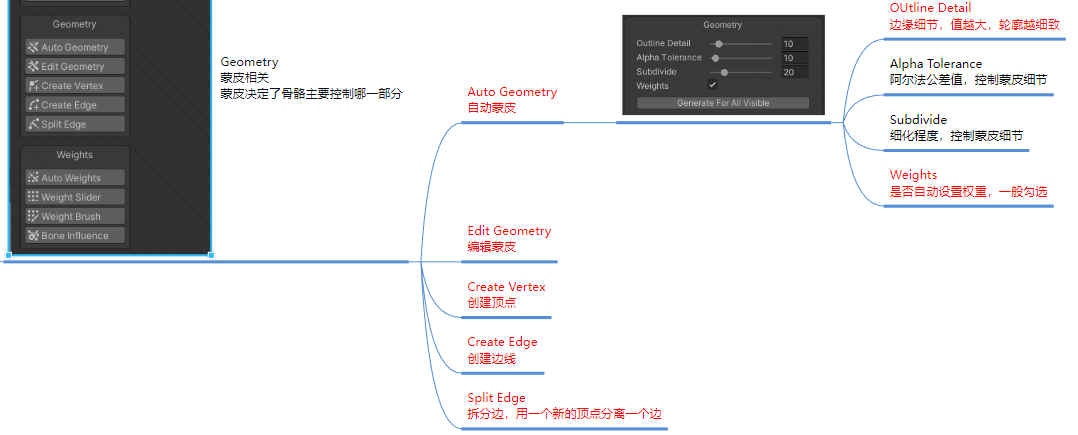 Geometry
Auto Geometry
Edit Geometry
Create Vertex
Create Edge
Split Edge
Weights
Auto Weights
Weight Slider
Weight Brush
Bone Influence
Geometry
蒙皮相关
蒙皮决定了骨骼主要控制哪一部分
Auto Geometry
自动蒙皮
Geometry
Outline Detail 10
Alpha Tolerance 10
Subdivide 20
Weights
Generate For All Visible
OUtline Detail
边缘细节，值越大，轮廓越细致
Alpha Tolerance
阿尔法公差值，控制蒙皮细节
Subdivide
细化程度，控制蒙皮细节
Weights
是否自动设置权重，一般勾选
Edit Geometry
编辑蒙皮
Create Vertex
创建顶点
Create Edge
创建边线
Split Edge
拆分边，用一个新的顶点分离一个边